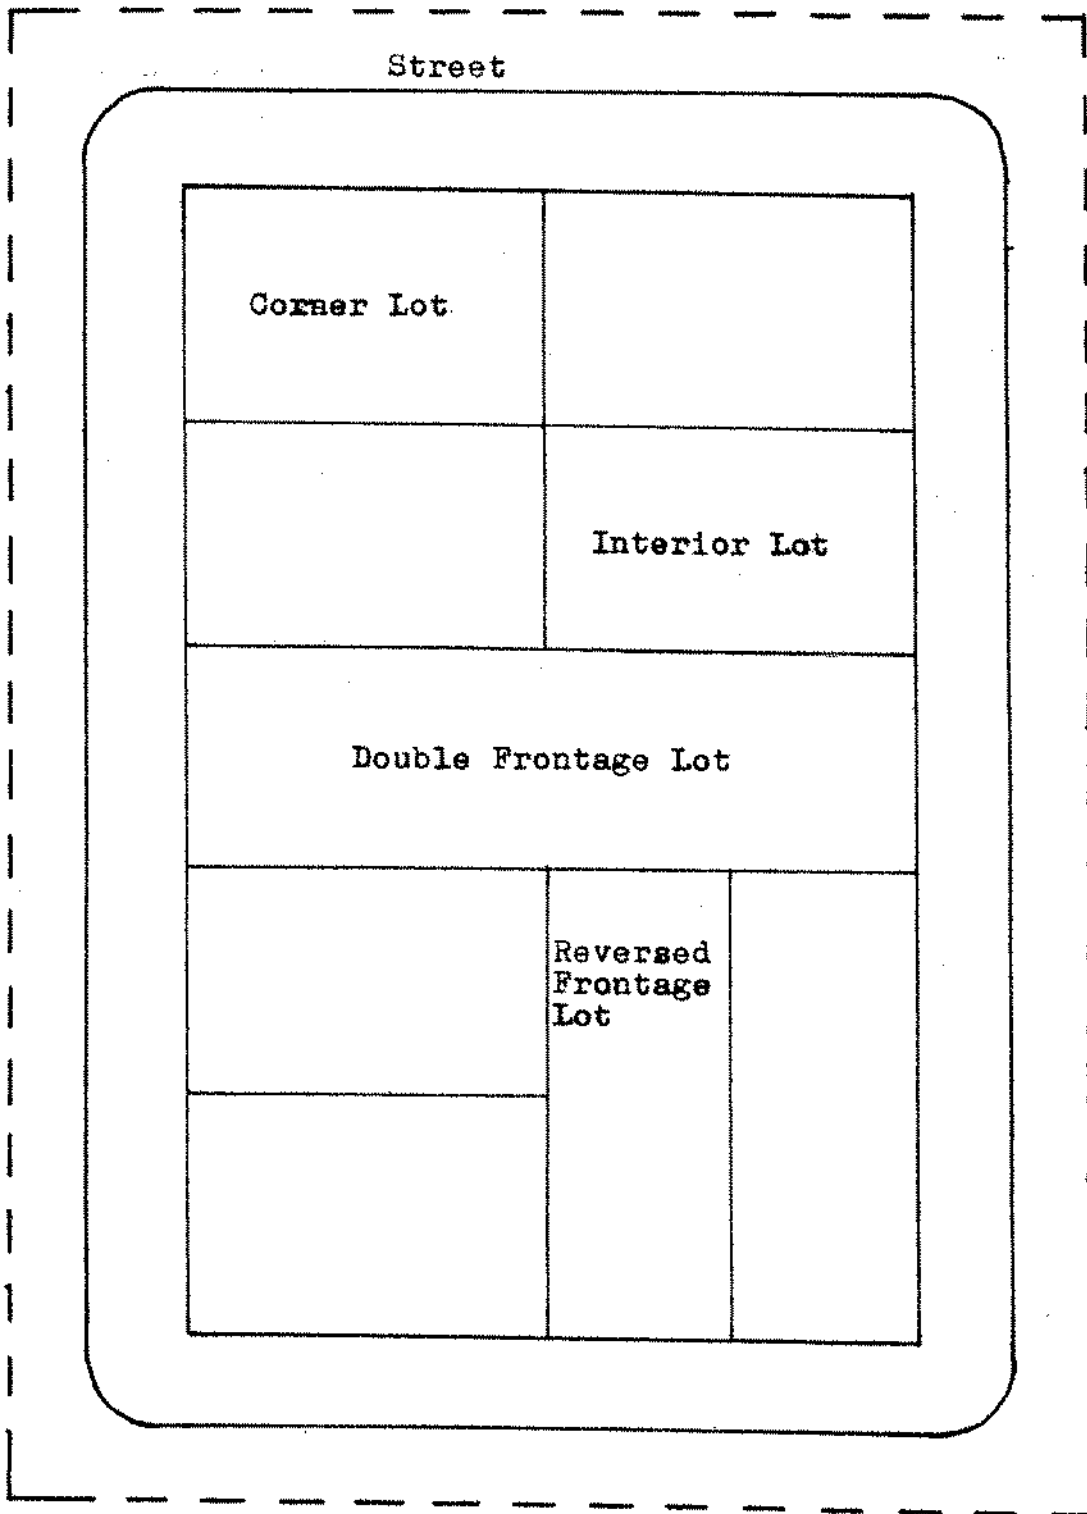 Street
Corner Lot
Interior Lot
Double Frontage Lot
Reversed
Frontage
Lot